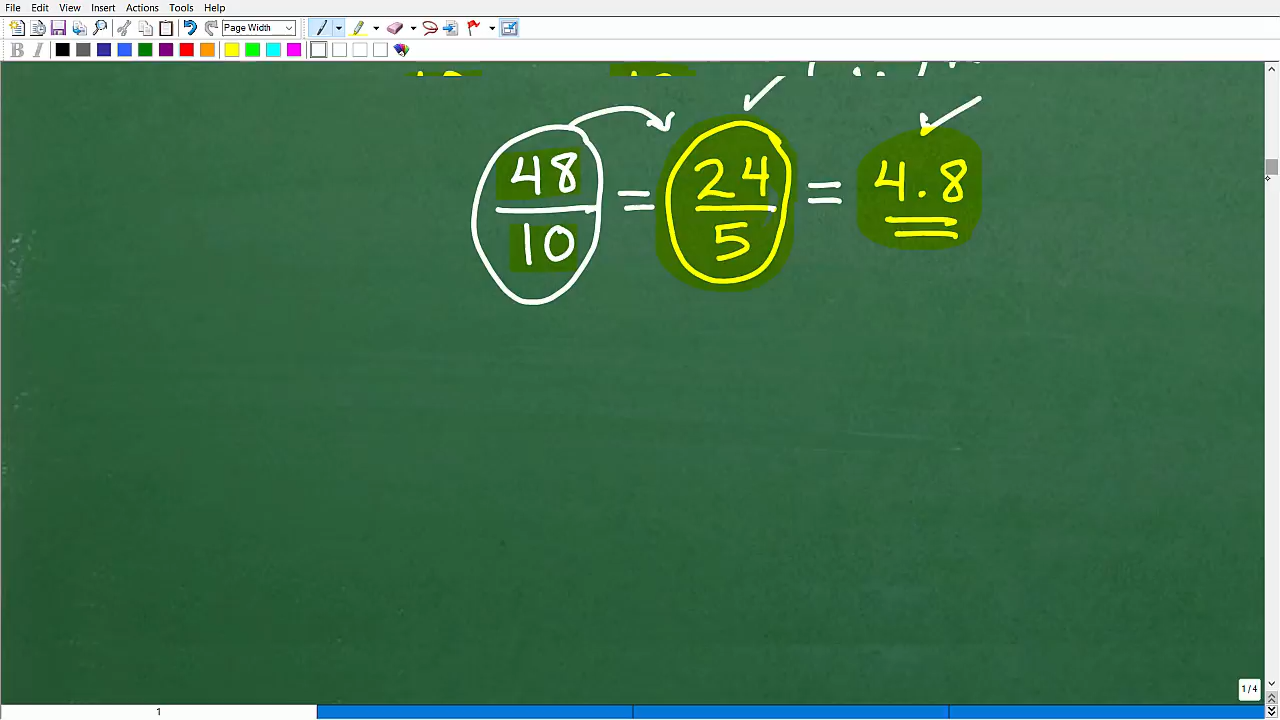 File Edit View Insert Actions Tools Help
Page Width
B I
48/10 = 24/5 = 4.8
1/4
1